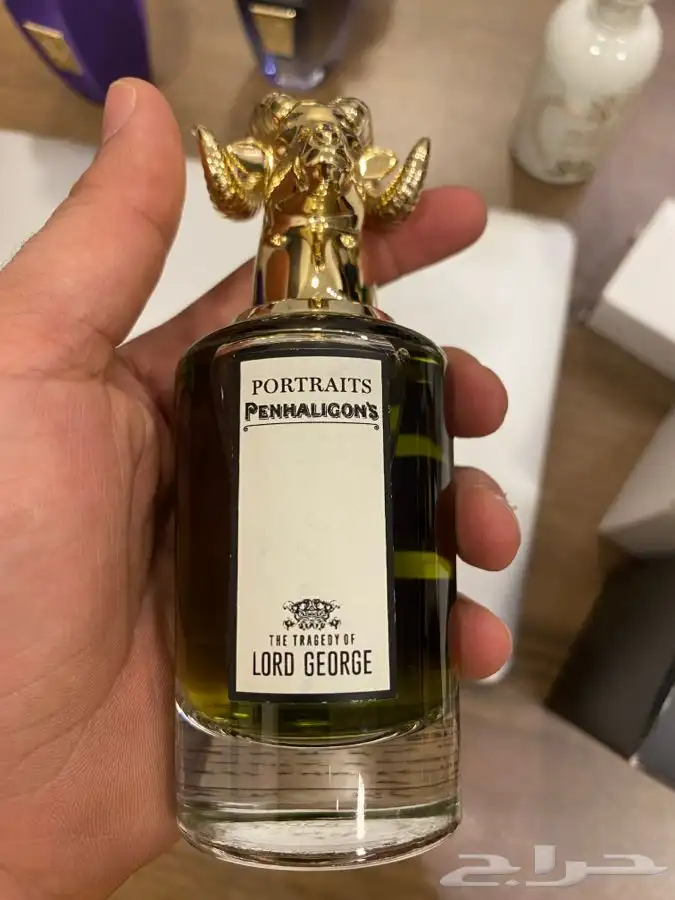 PORTRAITS
PENHALIGON'S
THE TRAGEDY OF
LORD GEORGE
حراج